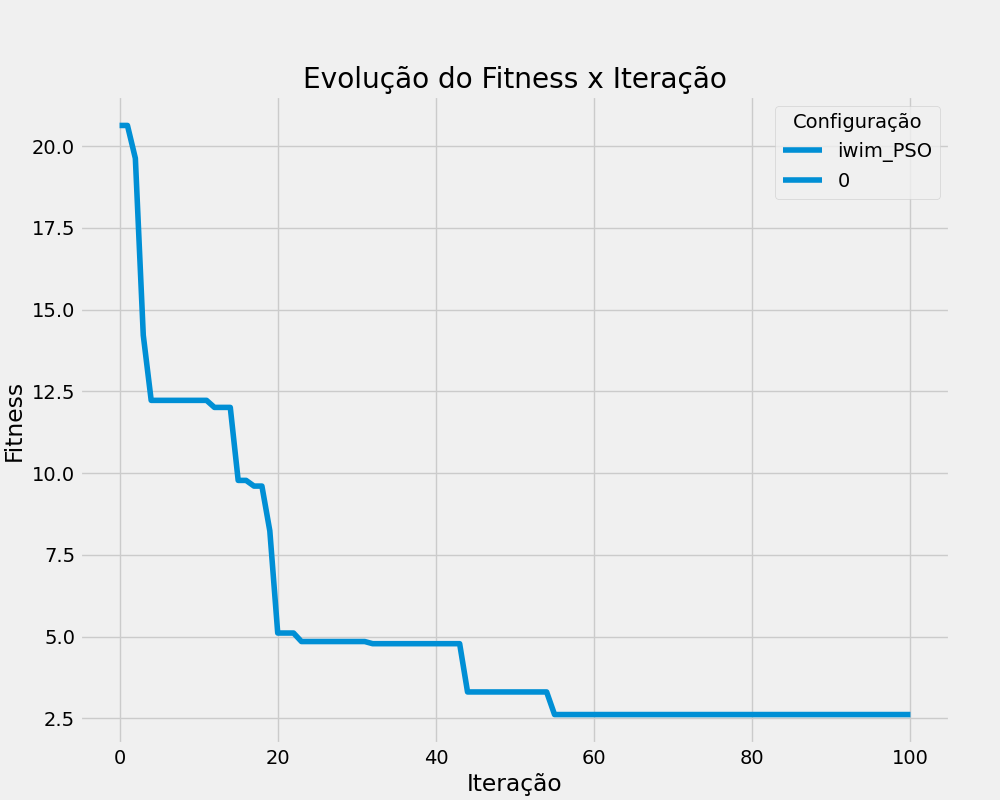 Evolução do Fitness x Iteração
Configuração
iwim_PSO
0
Fitness
20.0
17.5
15.0
12.5
10.0
7.5
5.0
2.5
0 20 40 60 80 100
Iteração